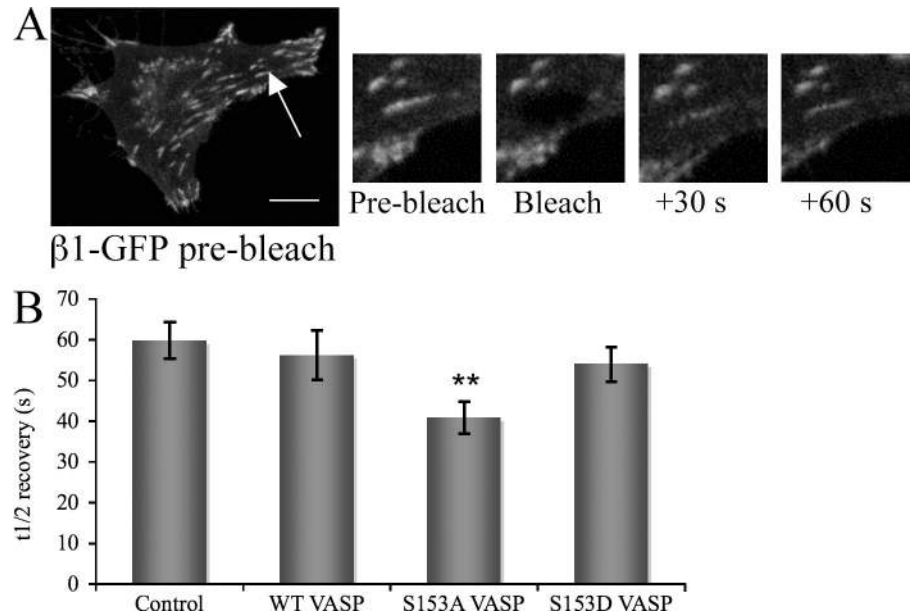 A
Pre-bleach Bleach +30 s +60 s
β1-GFP pre-bleach
B
70
60
50
40
30
20
10
0
t1/2 recovery (s)
**
Control WT VASP S153A VASP S153D VASP